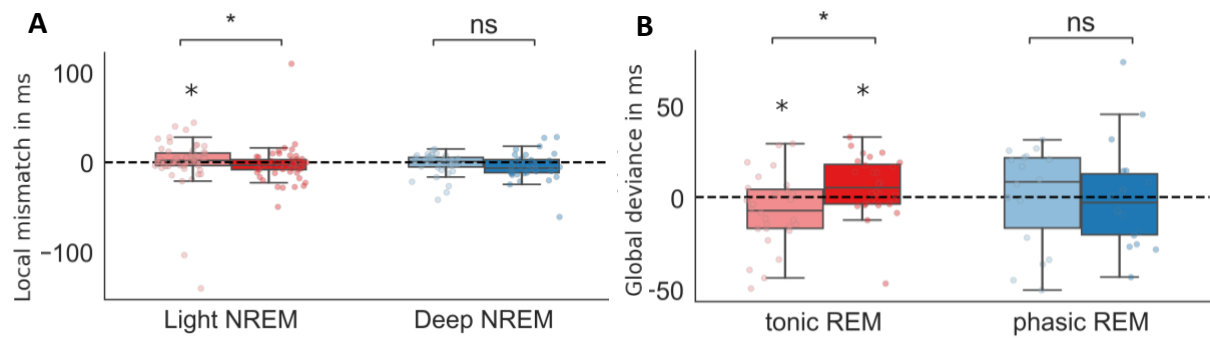 A
Local mismatch in ms
100
0
−100
*
*
ns
Light NREM
Deep NREM
B
Global deviance in ms
50
0
-50
*
*
*
ns
tonic REM
phasic REM